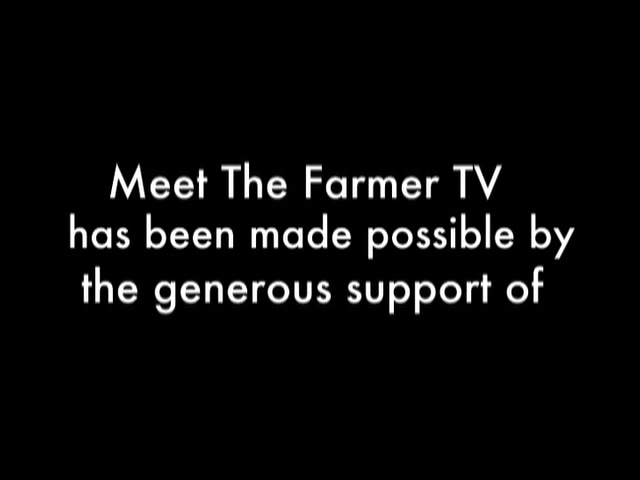 Meet The Farmer TV
has been made possible by
the generous support of